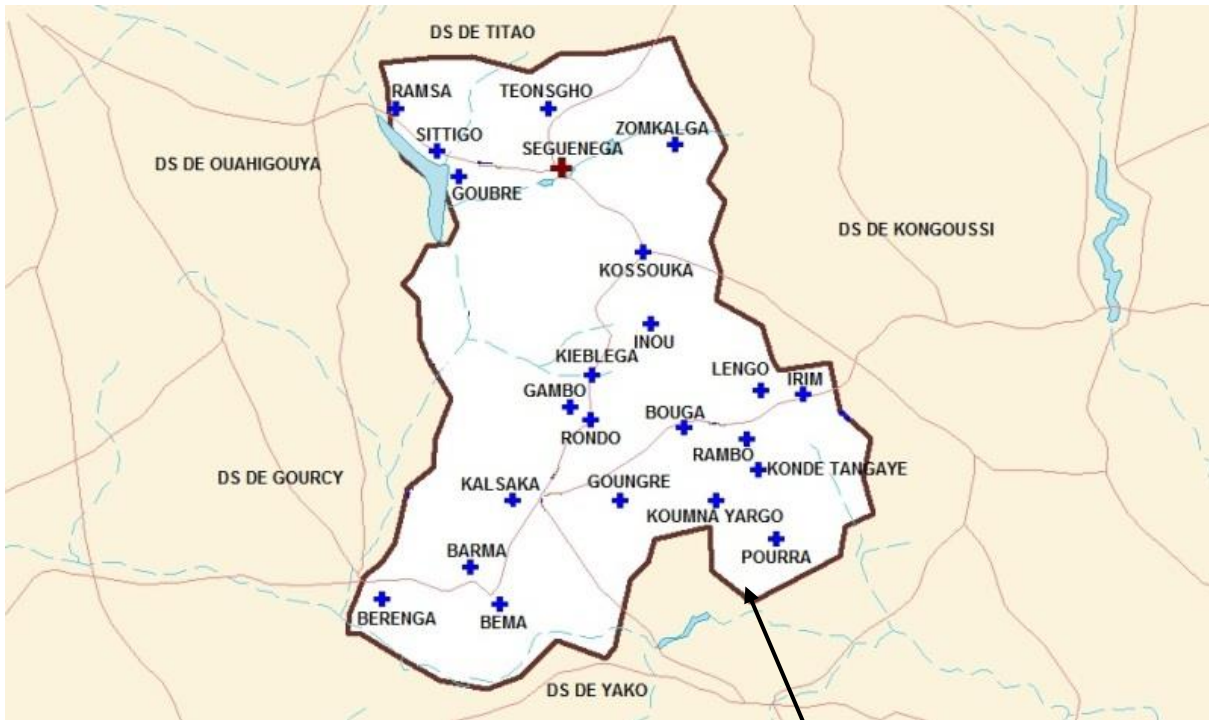 DS DE TITAO
RAMSA
TEONSGHO
SITTIGO
ZOMKALGA
SEGUENEGA
DS DE OUAHIGOUYA
GOUBRE
DS DE KONGOUSSI
KOSSOUKA
INOU
KIEBLEGA
LENGO
IRIM
GAMBO
BOUGA
RONDO
RAMBO
KONDE TANGAYE
DS DE GOURCY
KALSAKA
GOUNGRE
KOUMNA YARGO
BARMA
POURRA
BERENGA
BEMA
DS DE YAKO